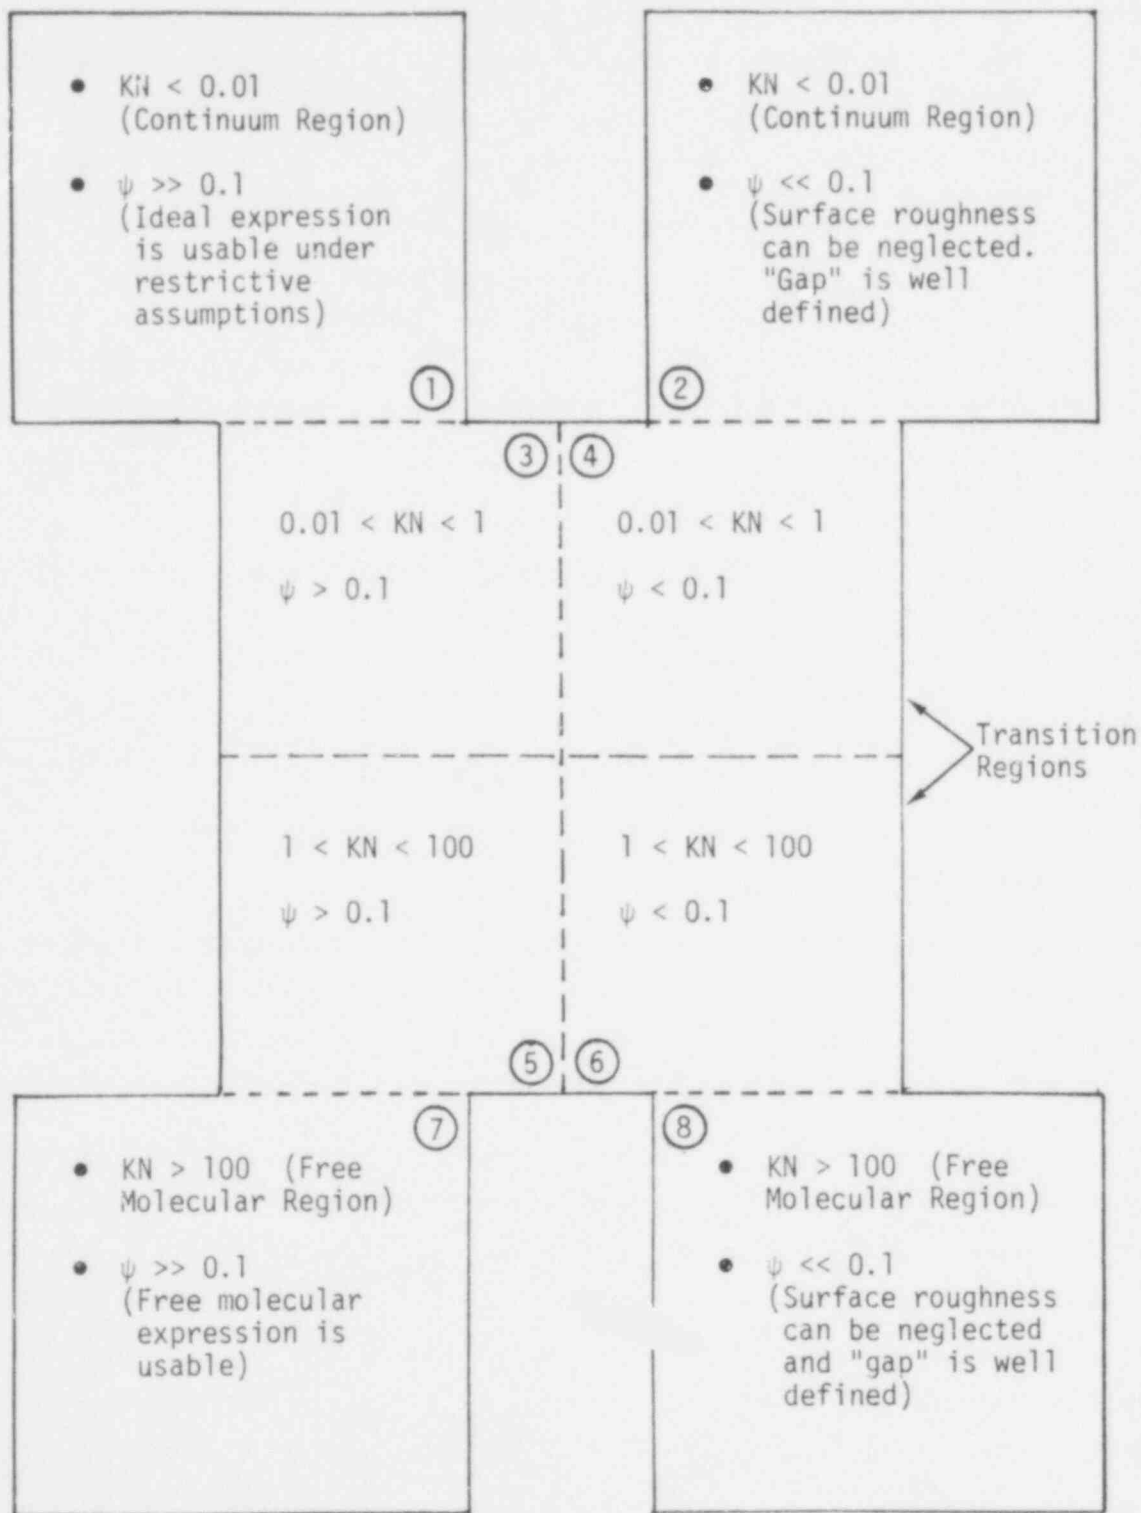 • KN < 0.01
(Continuum Region)
• ψ >> 0.1
(Ideal expression
is usable under
restrictive
assumptions)
①
• KN < 0.01
(Continuum Region)
• ψ << 0.1
(Surface roughness
can be neglected.
"Gap" is well
defined)
②
③
④
0.01 < KN < 1
ψ > 0.1
0.01 < KN < 1
ψ < 0.1
Transition
Regions
1 < KN < 100
ψ > 0.1
1 < KN < 100
ψ < 0.1
⑤
⑥
⑦
• KN > 100 (Free
Molecular Region)
• ψ >> 0.1
(Free molecular
expression is
usable)
⑧
• KN > 100 (Free
Molecular Region)
• ψ << 0.1
(Surface roughness
can be neglected
and "gap" is well
defined)